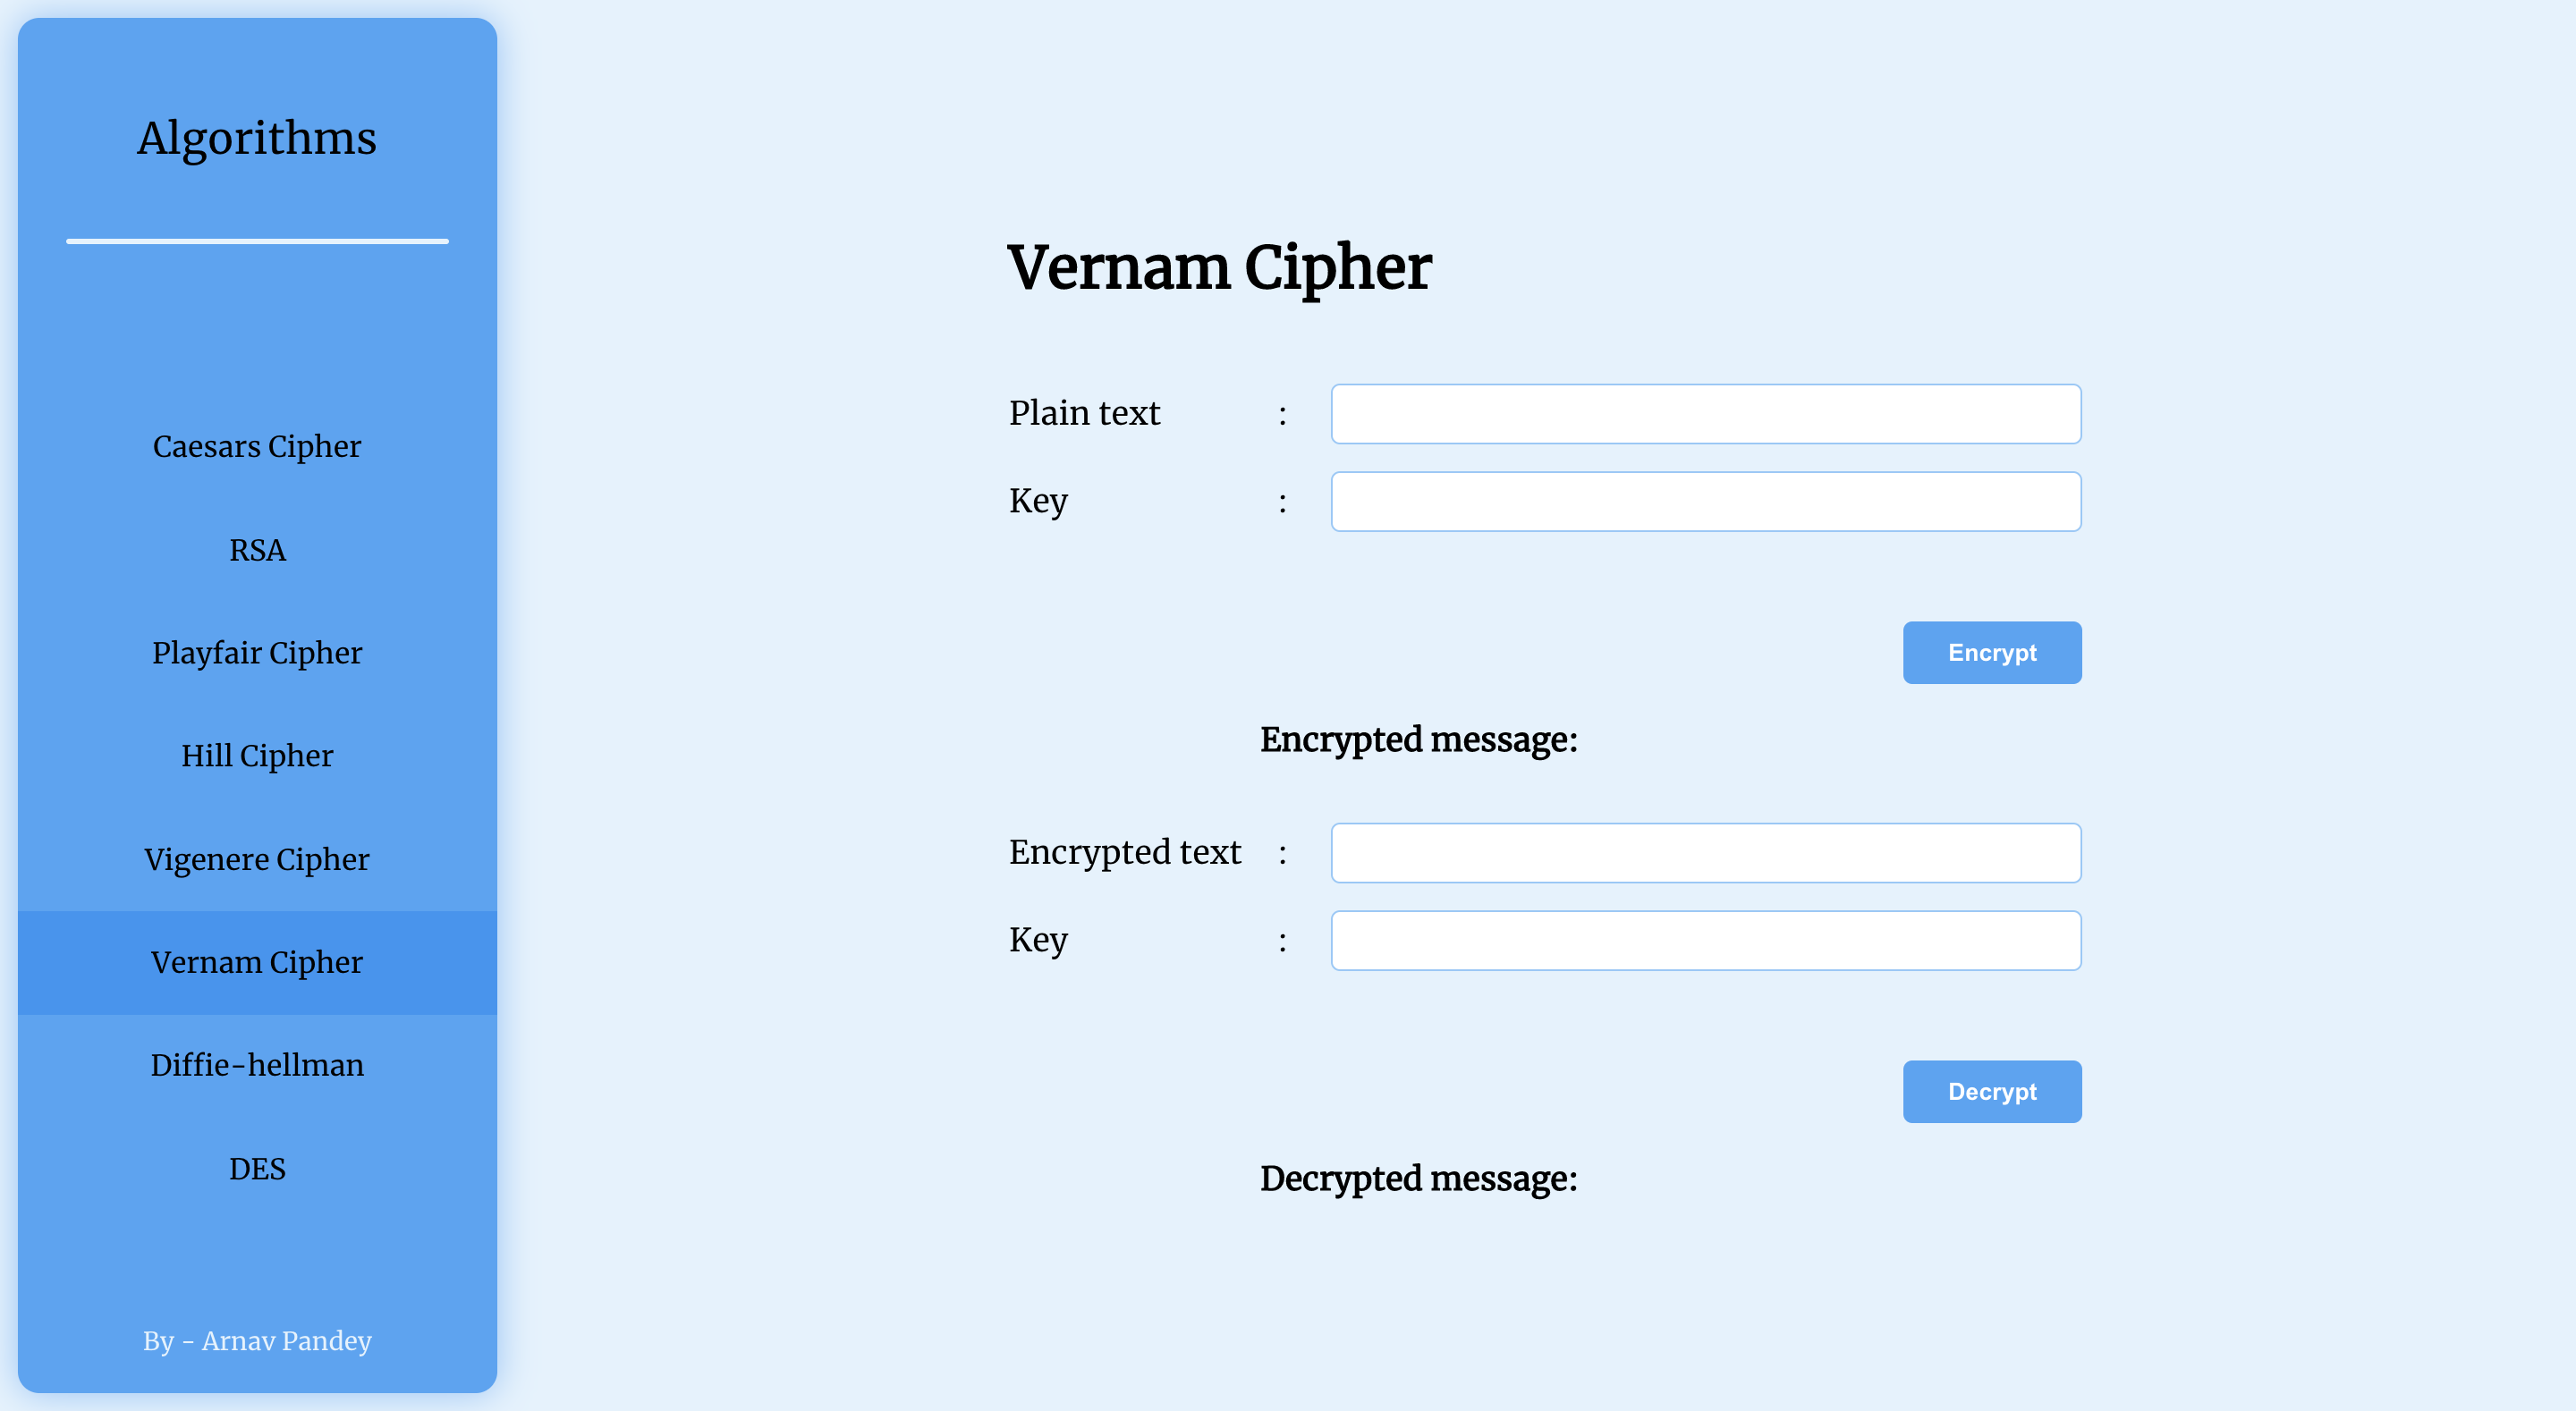 Algorithms
Caesars Cipher
RSA
Playfair Cipher
Hill Cipher
Vigenere Cipher
Vernam Cipher
Diffie-hellman
DES
By - Arnav Pandey
Vernam Cipher
Plain text :
Key :
Encrypt
Encrypted message:
Encrypted text :
Key :
Decrypt
Decrypted message: